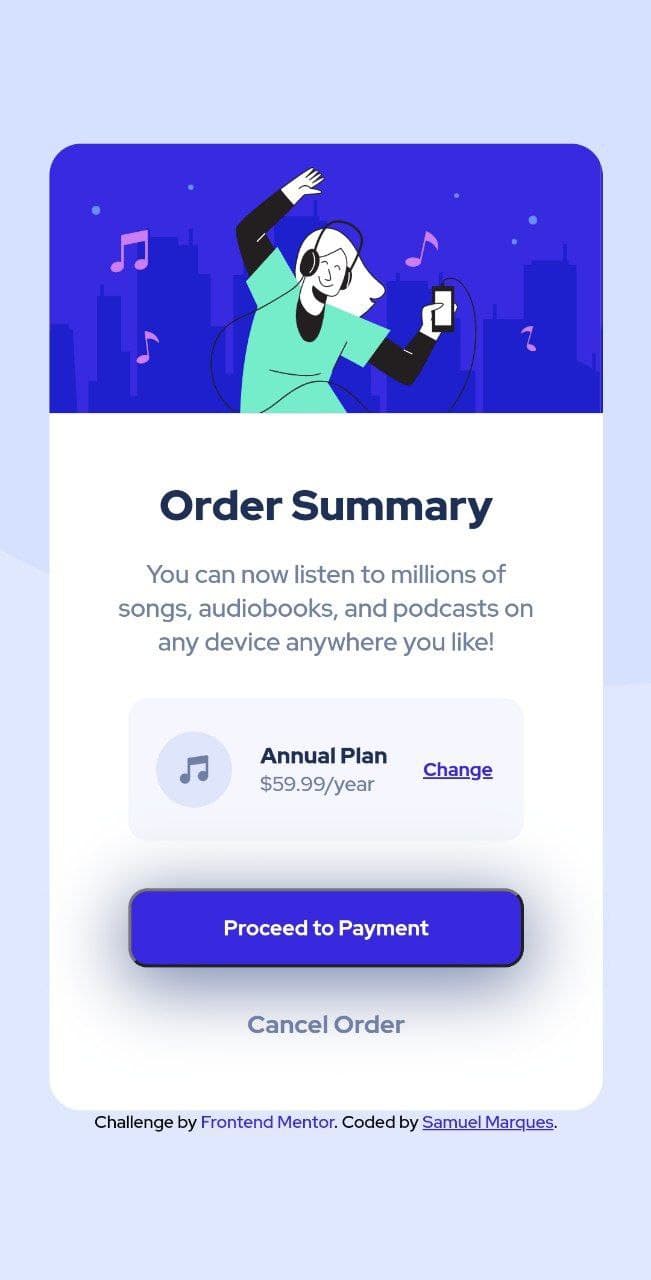 Order Summary
You can now listen to millions of
songs, audiobooks, and podcasts on
any device anywhere you like!
Annual Plan
$59.99/year
Change
Proceed to Payment
Cancel Order
Challenge by Frontend Mentor. Coded by Samuel Marques.